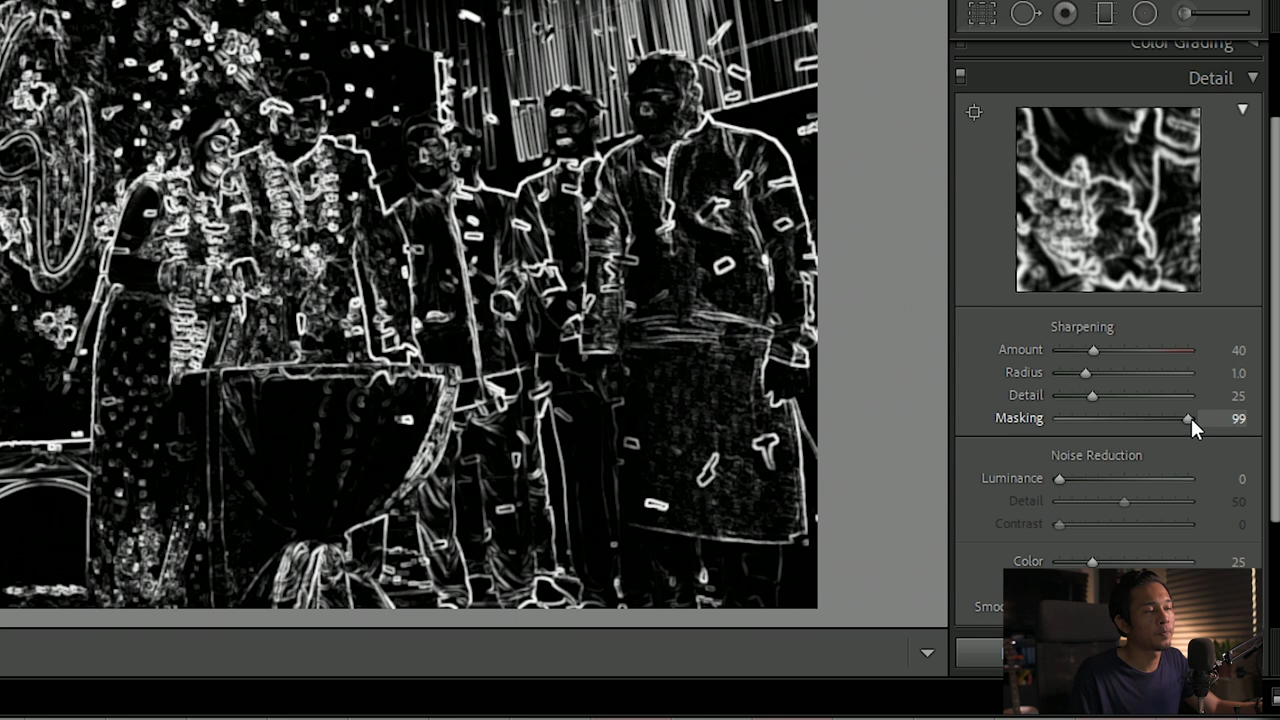 Color Grading
Detail
Sharpening
Amount 40
Radius 1.0
Detail 25
Masking 99
Noise Reduction
Luminance 0
Detail 50
Contrast 0
Color 25